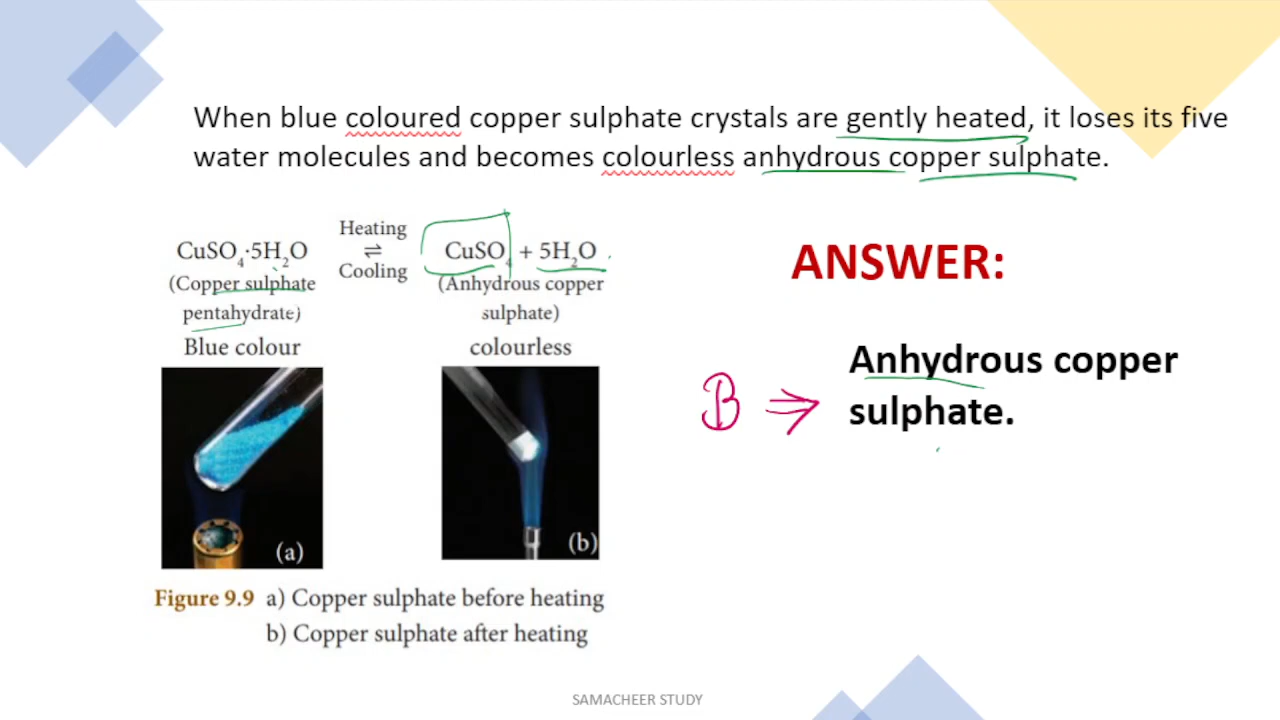 When blue coloured copper sulphate crystals are gently heated, it loses its five
water molecules and becomes colourless anhydrous copper sulphate.
CuSO₄·5H₂O
(Copper sulphate
pentahydrate)
Blue colour
Heating
⇌
Cooling
CuSO₄ + 5H₂O
(Anhydrous copper
sulphate)
colourless
(a)
(b)
Figure 9.9 a) Copper sulphate before heating
b) Copper sulphate after heating
ANSWER:
B ⇒
Anhydrous copper
sulphate.
SAMACHEER STUDY